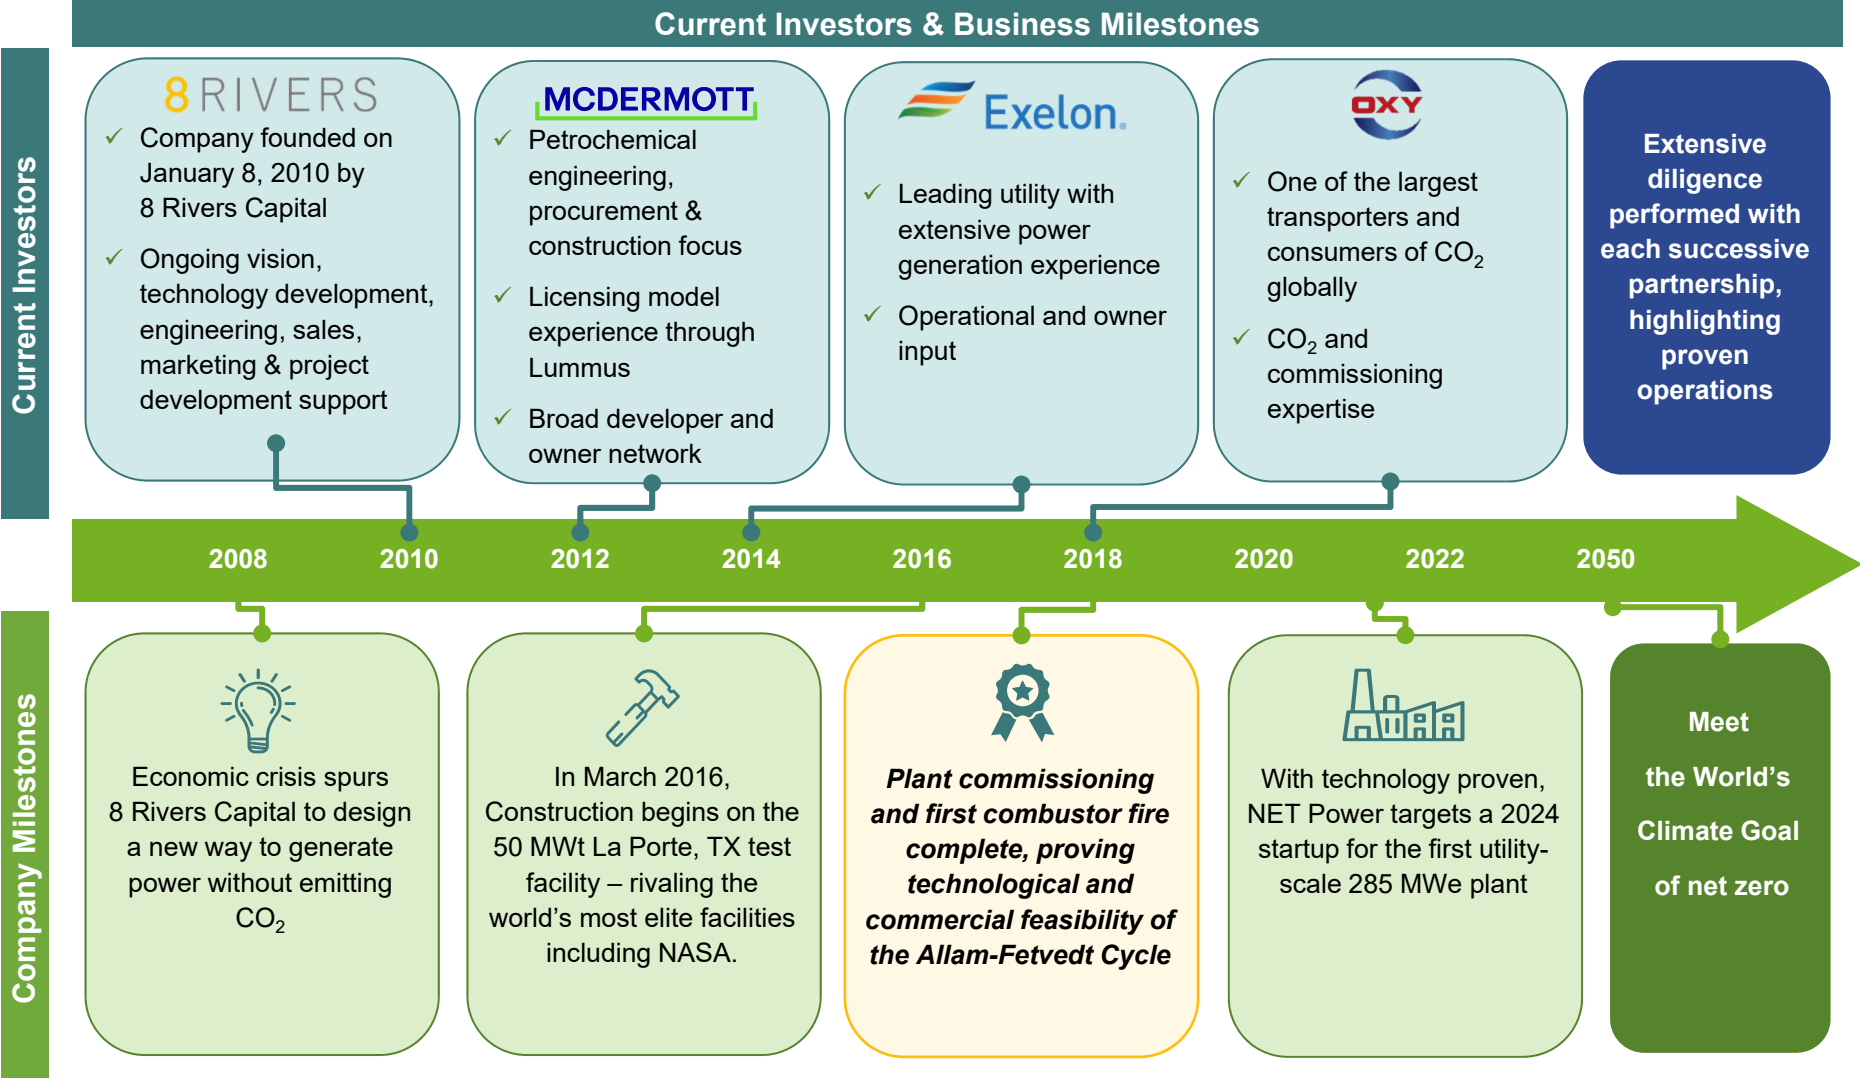 Current Investors & Business Milestones
Current Investors
8 RIVERS
✓ Company founded on
January 8, 2010 by
8 Rivers Capital
✓ Ongoing vision,
technology development,
engineering, sales,
marketing & project
development support
MCDERMOTT
✓ Petrochemical
engineering,
procurement &
construction focus
✓ Licensing model
experience through
Lummus
✓ Broad developer and
owner network
Exelon®
✓ Leading utility with
extensive power
generation experience
✓ Operational and owner
input
OXY
✓ One of the largest
transporters and
consumers of CO₂
globally
✓ CO₂ and
commissioning
expertise
Extensive
diligence
performed with
each successive
partnership,
highlighting
proven
operations
2008 2010 2012 2014 2016 2018 2020 2022 2050
Company Milestones
Economic crisis spurs
8 Rivers Capital to design
a new way to generate
power without emitting
CO₂
In March 2016,
Construction begins on the
50 MWt La Porte, TX test
facility – rivaling the
world’s most elite facilities
including NASA.
Plant commissioning
and first combustor fire
complete, proving
technological and
commercial feasibility of
the Allam-Fetvedt Cycle
With technology proven,
NET Power targets a 2024
startup for the first utility-
scale 285 MWe plant
Meet
the World’s
Climate Goal
of net zero